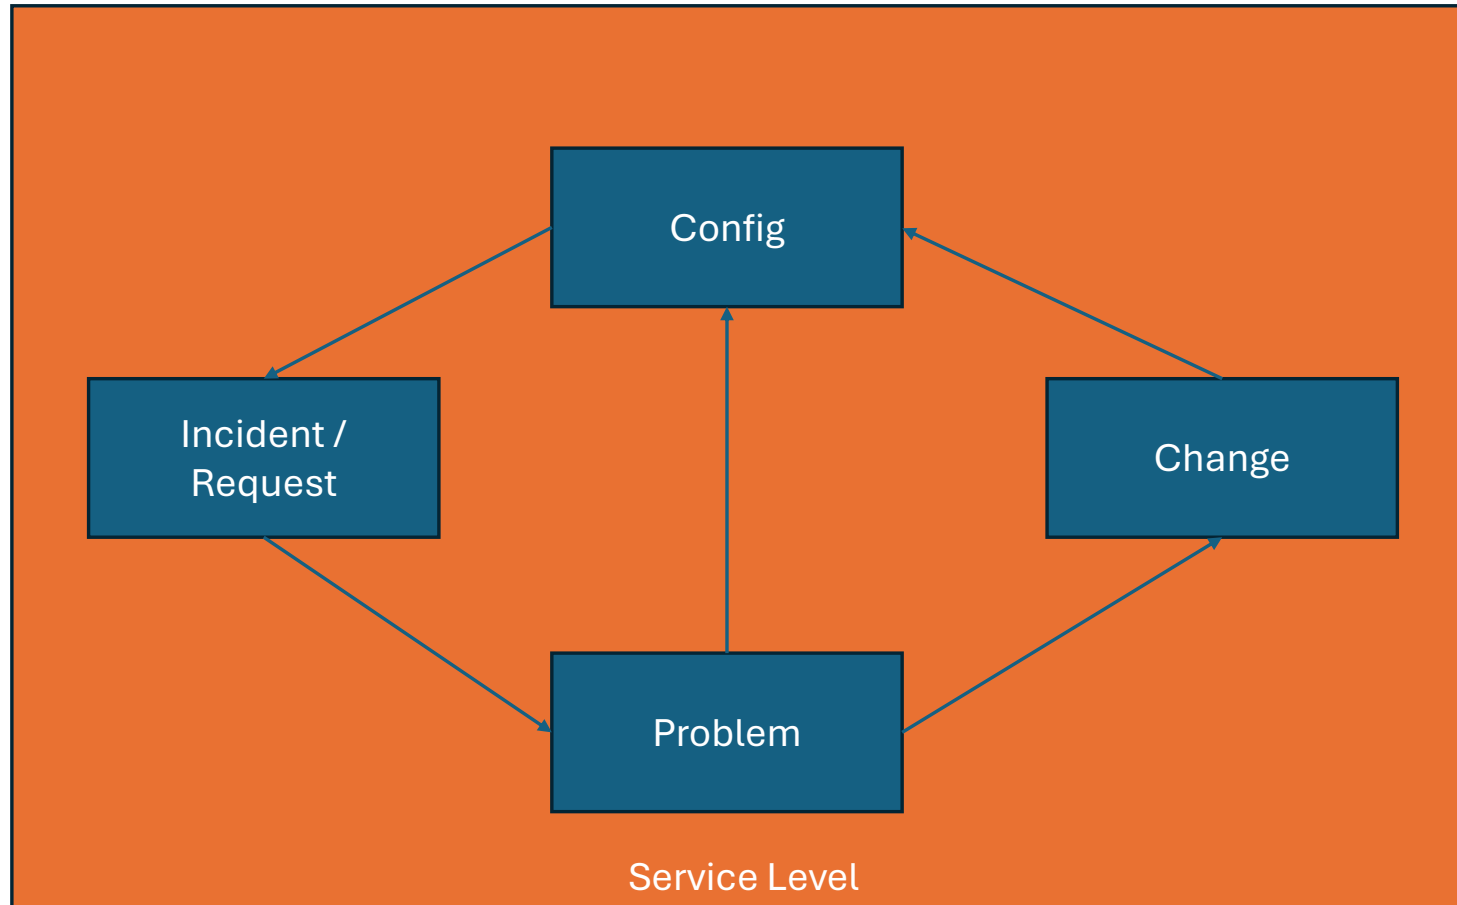 Config
Incident /
Request
Change
Problem
Service Level